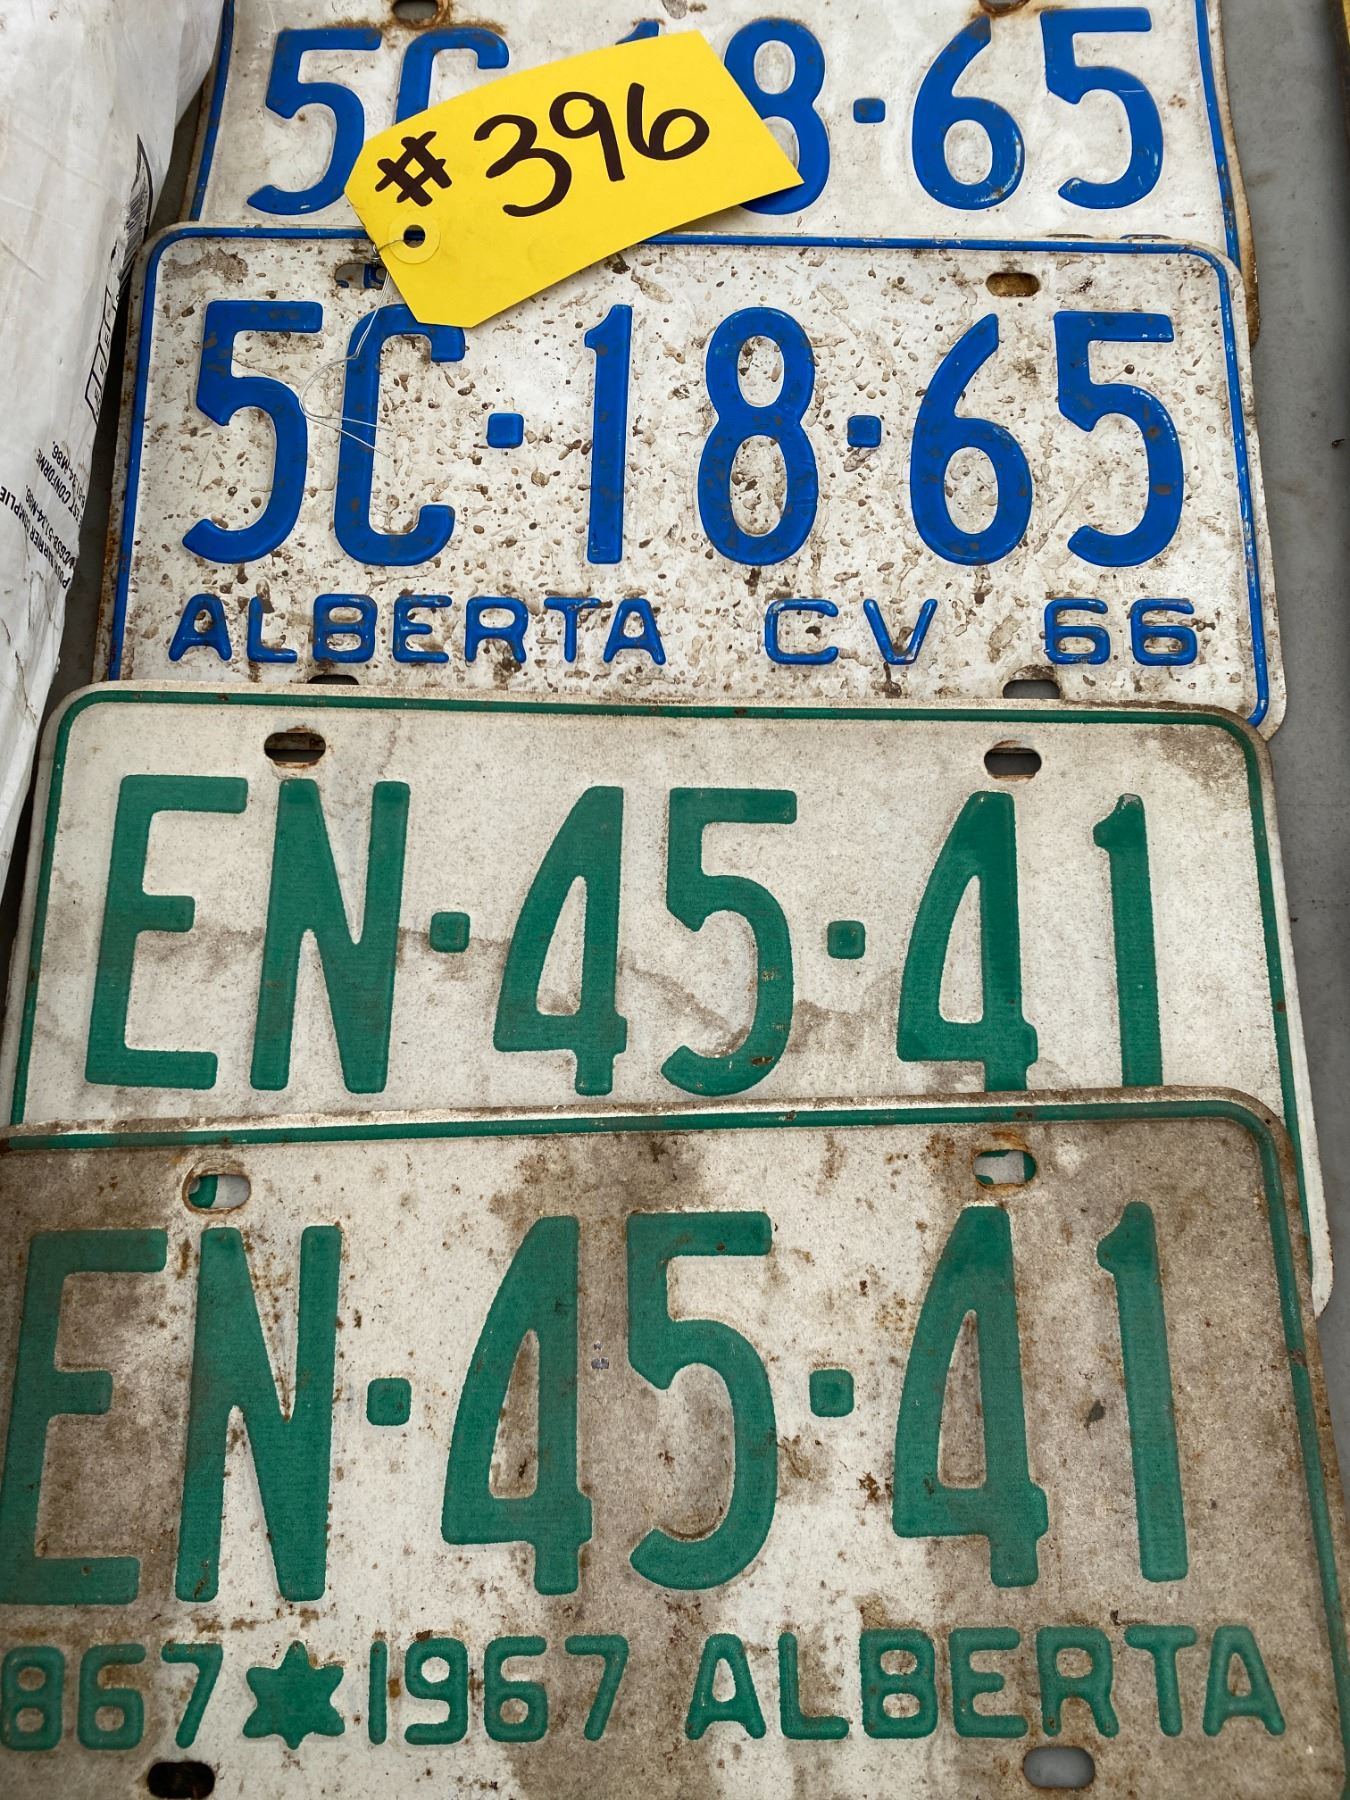 5C·18·65
#396
5C·18·65
ALBERTA CV 66
EN·45·41
EN·45·41
867★1967 ALBERTA
CONFORME